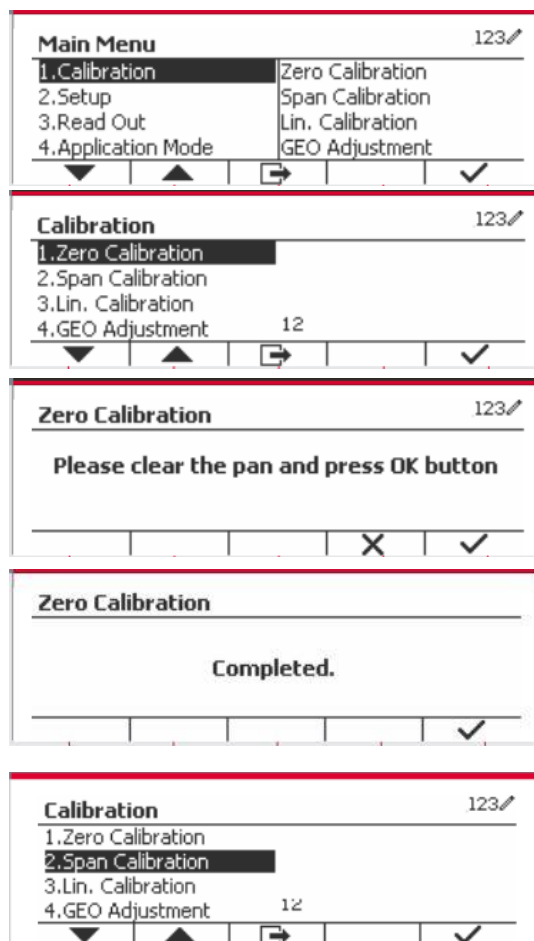 Main Menu 123
1.Calibration Zero Calibration
2.Setup Span Calibration
3.Read Out Lin. Calibration
4.Application Mode GEO Adjustment
Calibration 123
1.Zero Calibration
2.Span Calibration
3.Lin. Calibration
4.GEO Adjustment 12
Zero Calibration 123
Please clear the pan and press OK button
Zero Calibration
Completed.
Calibration 123
1.Zero Calibration
2.Span Calibration
3.Lin. Calibration
4.GEO Adjustment 12